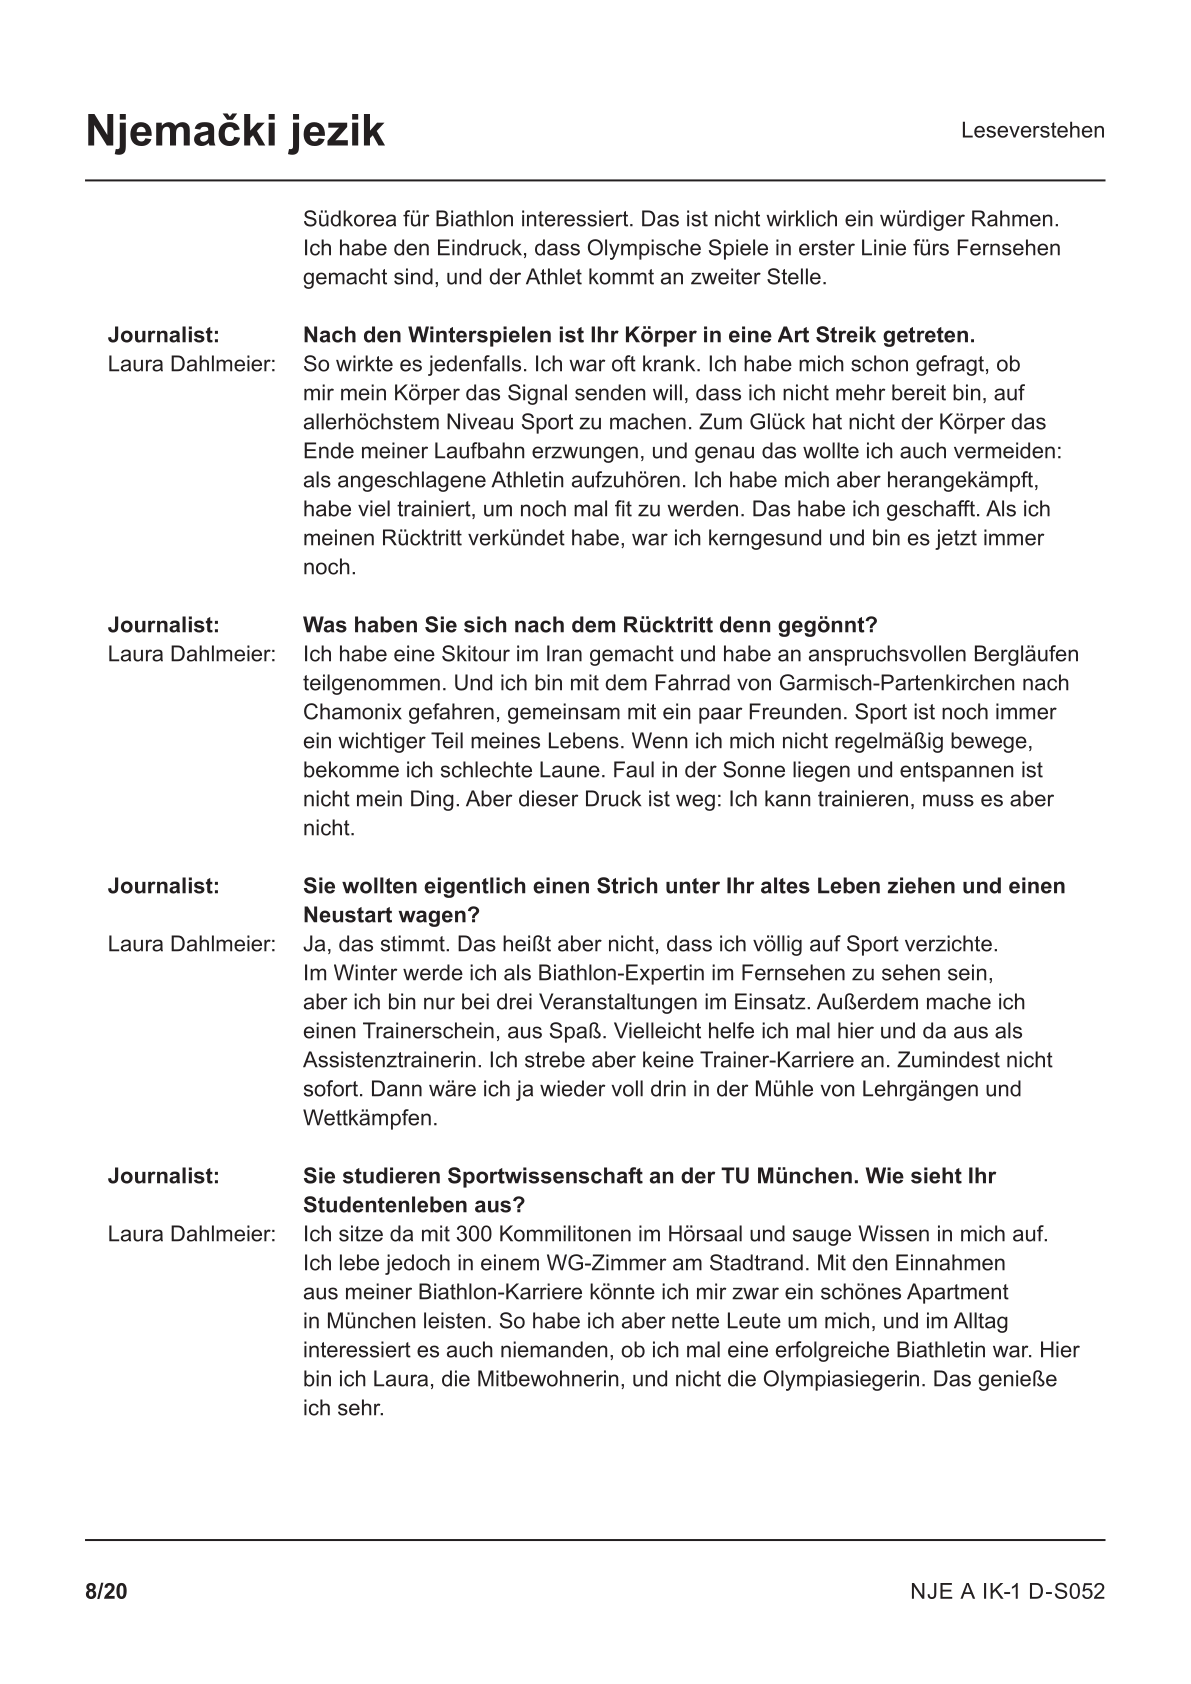 Njemački jezik
Leseverstehen
Südkorea für Biathlon interessiert. Das ist nicht wirklich ein würdiger Rahmen.
Ich habe den Eindruck, dass Olympische Spiele in erster Linie fürs Fernsehen
gemacht sind, und der Athlet kommt an zweiter Stelle.
Journalist: Nach den Winterspielen ist Ihr Körper in eine Art Streik getreten.
Laura Dahlmeier: So wirkte es jedenfalls. Ich war oft krank. Ich habe mich schon gefragt, ob
mir mein Körper das Signal senden will, dass ich nicht mehr bereit bin, auf
allerhöchstem Niveau Sport zu machen. Zum Glück hat nicht der Körper das
Ende meiner Laufbahn erzwungen, und genau das wollte ich auch vermeiden:
als angeschlagene Athletin aufzuhören. Ich habe mich aber herangekämpft,
habe viel trainiert, um noch mal fit zu werden. Das habe ich geschafft. Als ich
meinen Rücktritt verkündet habe, war ich kerngesund und bin es jetzt immer
noch.
Journalist: Was haben Sie sich nach dem Rücktritt denn gegönnt?
Laura Dahlmeier: Ich habe eine Skitour im Iran gemacht und habe an anspruchsvollen Bergläufen
teilgenommen. Und ich bin mit dem Fahrrad von Garmisch-Partenkirchen nach
Chamonix gefahren, gemeinsam mit ein paar Freunden. Sport ist noch immer
ein wichtiger Teil meines Lebens. Wenn ich mich nicht regelmäßig bewege,
bekomme ich schlechte Laune. Faul in der Sonne liegen und entspannen ist
nicht mein Ding. Aber dieser Druck ist weg: Ich kann trainieren, muss es aber
nicht.
Journalist: Sie wollten eigentlich einen Strich unter Ihr altes Leben ziehen und einen
Neustart wagen?
Laura Dahlmeier: Ja, das stimmt. Das heißt aber nicht, dass ich völlig auf Sport verzichte.
Im Winter werde ich als Biathlon-Expertin im Fernsehen zu sehen sein,
aber ich bin nur bei drei Veranstaltungen im Einsatz. Außerdem mache ich
einen Trainerschein, aus Spaß. Vielleicht helfe ich mal hier und da aus als
Assistenztrainerin. Ich strebe aber keine Trainer-Karriere an. Zumindest nicht
sofort. Dann wäre ich ja wieder voll drin in der Mühle von Lehrgängen und
Wettkämpfen.
Journalist: Sie studieren Sportwissenschaft an der TU München. Wie sieht Ihr
Studentenleben aus?
Laura Dahlmeier: Ich sitze da mit 300 Kommilitonen im Hörsaal und sauge Wissen in mich auf.
Ich lebe jedoch in einem WG-Zimmer am Stadtrand. Mit den Einnahmen
aus meiner Biathlon-Karriere könnte ich mir zwar ein schönes Apartment
in München leisten. So habe ich aber nette Leute um mich, und im Alltag
interessiert es auch niemanden, ob ich mal eine erfolgreiche Biathletin war. Hier
bin ich Laura, die Mitbewohnerin, und nicht die Olympiasiegerin. Das genieße
ich sehr.
8/20
NJE A IK-1 D-S052